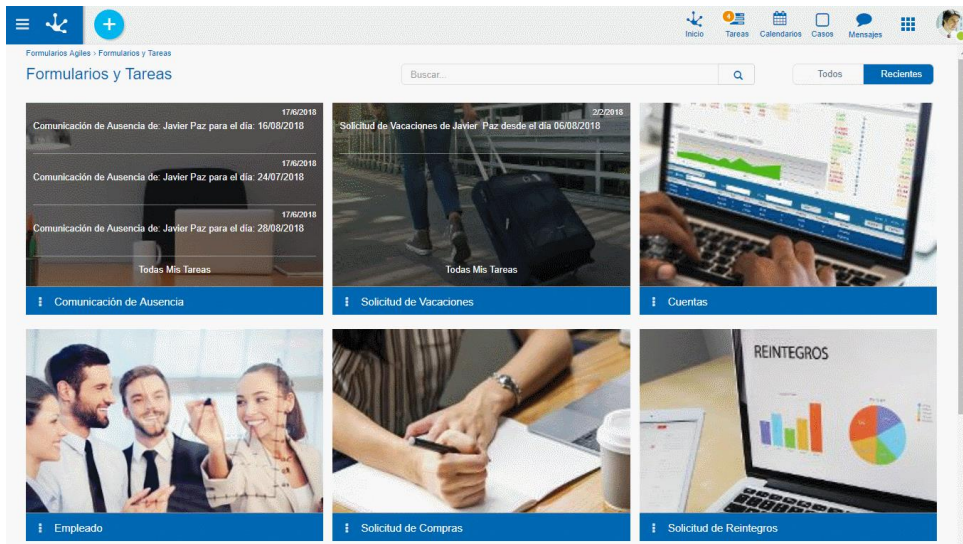 4
Inicio
Tareas
Calendarios
Casos
Mensajes
Formularios Agiles › Formularios y Tareas
Formularios y Tareas
Buscar...
Todos
Recientes
17/6/2018
Comunicación de Ausencia de: Javier Paz para el día: 16/08/2018
17/6/2018
Comunicación de Ausencia de: Javier Paz para el día: 24/07/2018
17/6/2018
Comunicación de Ausencia de: Javier Paz para el día: 28/08/2018
Todas Mis Tareas
Comunicación de Ausencia
2/2/2018
Solicitud de Vacaciones de Javier Paz desde el día 06/08/2018
Todas Mis Tareas
Solicitud de Vacaciones
Cuentas
Empleado
Solicitud de Compras
REINTEGROS
Solicitud de Reintegros